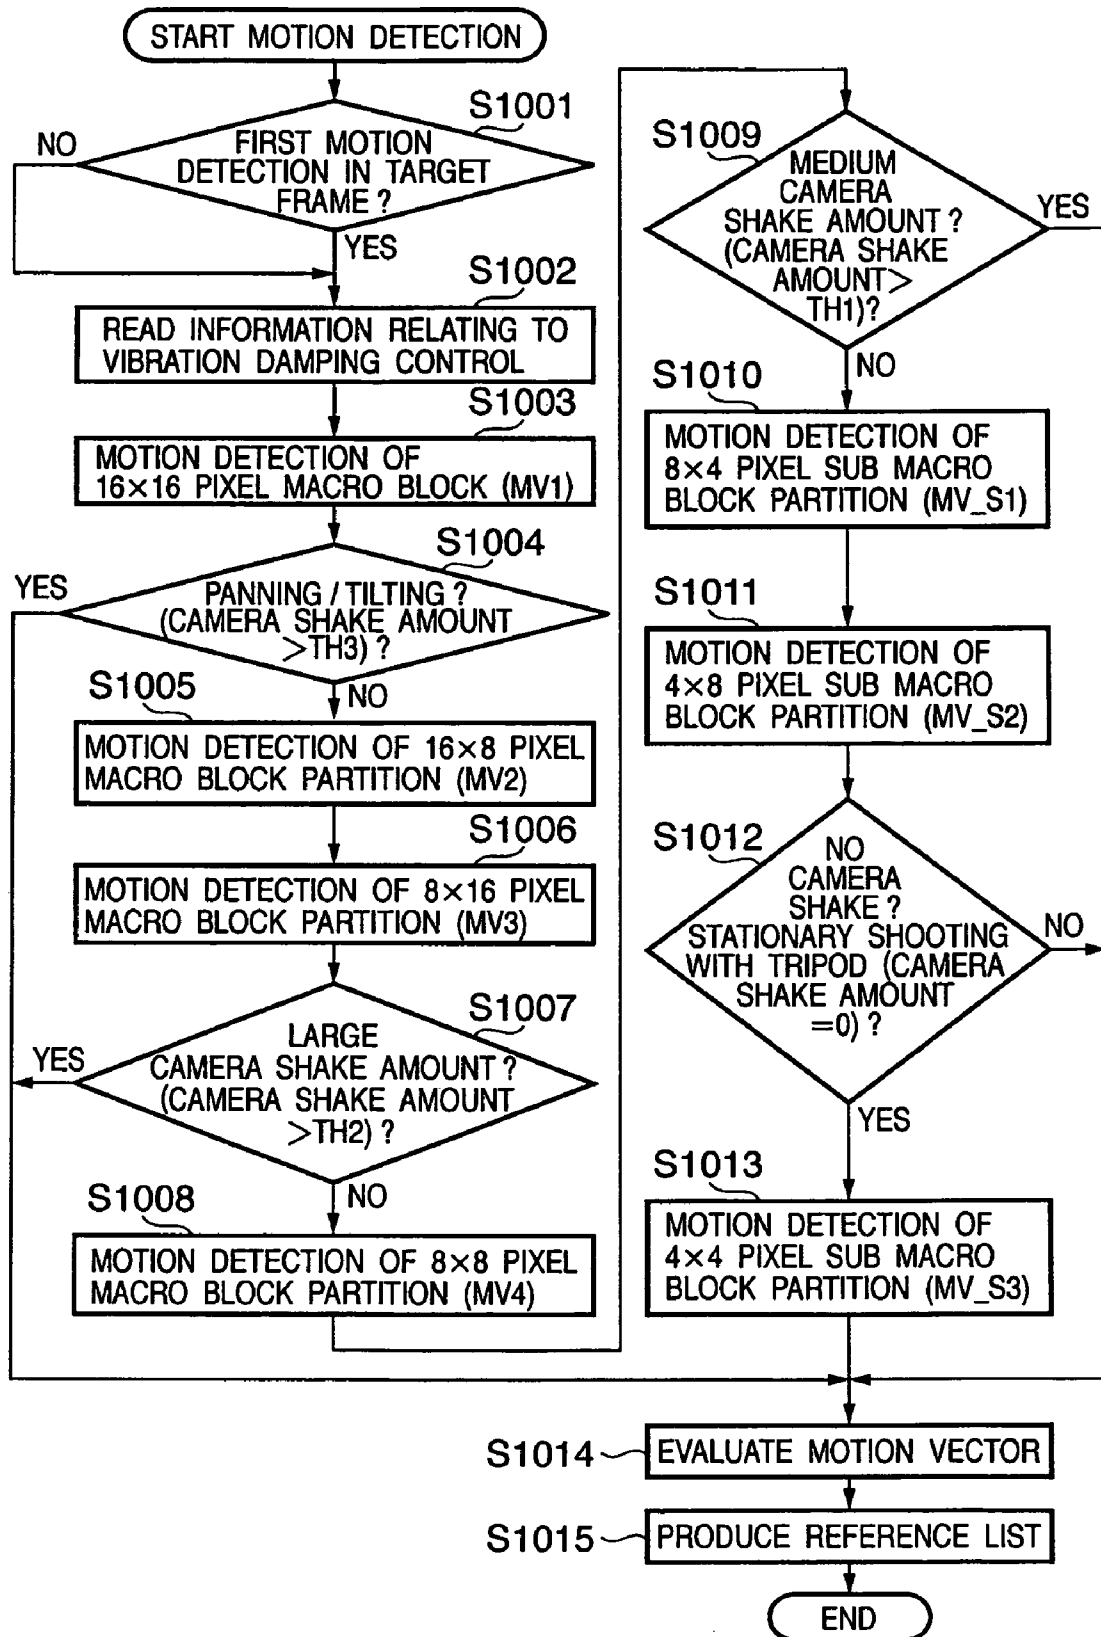 START MOTION DETECTION
S1001
NO
FIRST MOTION
DETECTION IN TARGET
FRAME ?
YES
S1002
READ INFORMATION RELATING TO
VIBRATION DAMPING CONTROL
S1003
MOTION DETECTION OF
16×16 PIXEL MACRO BLOCK (MV1)
S1004
YES
PANNING / TILTING ?
(CAMERA SHAKE AMOUNT
>TH3) ?
NO
S1005
MOTION DETECTION OF 16×8 PIXEL
MACRO BLOCK PARTITION (MV2)
S1006
MOTION DETECTION OF 8×16 PIXEL
MACRO BLOCK PARTITION (MV3)
S1007
YES
LARGE
CAMERA SHAKE AMOUNT ?
(CAMERA SHAKE AMOUNT
>TH2) ?
NO
S1008
MOTION DETECTION OF 8×8 PIXEL
MACRO BLOCK PARTITION (MV4)
S1009
MEDIUM
CAMERA
SHAKE AMOUNT ?
(CAMERA SHAKE
AMOUNT>
TH1)?
YES
NO
S1010
MOTION DETECTION OF
8×4 PIXEL SUB MACRO
BLOCK PARTITION (MV_S1)
S1011
MOTION DETECTION OF
4×8 PIXEL SUB MACRO
BLOCK PARTITION (MV_S2)
S1012
NO
CAMERA
SHAKE ?
STATIONARY SHOOTING
WITH TRIPOD (CAMERA
SHAKE AMOUNT
=0) ?
NO
YES
S1013
MOTION DETECTION OF
4×4 PIXEL SUB MACRO
BLOCK PARTITION (MV_S3)
S1014
EVALUATE MOTION VECTOR
S1015
PRODUCE REFERENCE LIST
END